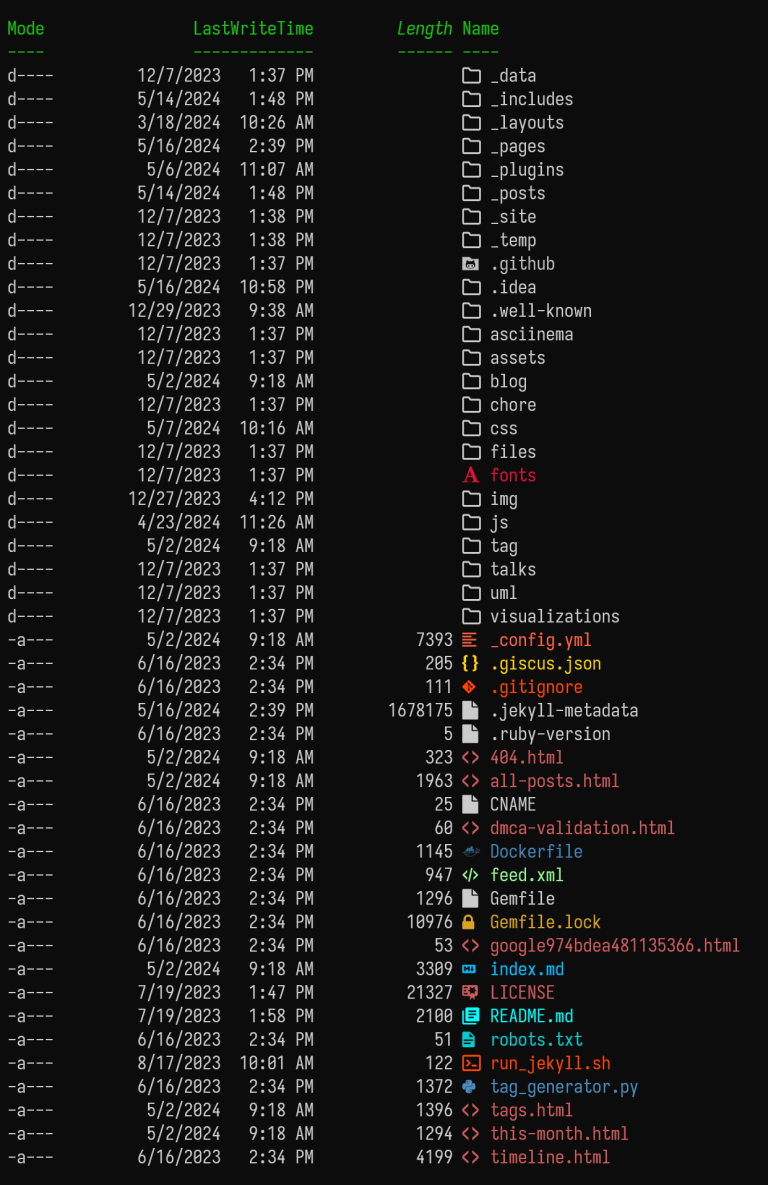 Mode LastWriteTime Length Name
---- ------------- ------ ----
d---- 12/7/2023 1:37 PM _data
d---- 5/14/2024 1:48 PM _includes
d---- 3/18/2024 10:26 AM _layouts
d---- 5/16/2024 2:39 PM _pages
d---- 5/6/2024 11:07 AM _plugins
d---- 5/14/2024 1:48 PM _posts
d---- 12/7/2023 1:38 PM _site
d---- 12/7/2023 1:38 PM _temp
d---- 12/7/2023 1:37 PM .github
d---- 5/16/2024 10:58 PM .idea
d---- 12/29/2023 9:38 AM .well-known
d---- 12/7/2023 1:37 PM asciinema
d---- 12/7/2023 1:37 PM assets
d---- 5/2/2024 9:18 AM blog
d---- 12/7/2023 1:37 PM chore
d---- 5/7/2024 10:16 AM css
d---- 12/7/2023 1:37 PM files
d---- 12/7/2023 1:37 PM fonts
d---- 12/27/2023 4:12 PM img
d---- 4/23/2024 11:26 AM js
d---- 5/2/2024 9:18 AM tag
d---- 12/7/2023 1:37 PM talks
d---- 12/7/2023 1:37 PM uml
d---- 12/7/2023 1:37 PM visualizations
-a--- 5/2/2024 9:18 AM 7393 _config.yml
-a--- 6/16/2023 2:34 PM 205 .giscus.json
-a--- 6/16/2023 2:34 PM 111 .gitignore
-a--- 5/16/2024 2:39 PM 1678175 .jekyll-metadata
-a--- 6/16/2023 2:34 PM 5 .ruby-version
-a--- 5/2/2024 9:18 AM 323 404.html
-a--- 5/2/2024 9:18 AM 1963 all-posts.html
-a--- 6/16/2023 2:34 PM 25 CNAME
-a--- 6/16/2023 2:34 PM 60 dmca-validation.html
-a--- 6/16/2023 2:34 PM 1145 Dockerfile
-a--- 6/16/2023 2:34 PM 947 feed.xml
-a--- 6/16/2023 2:34 PM 1296 Gemfile
-a--- 6/16/2023 2:34 PM 10976 Gemfile.lock
-a--- 6/16/2023 2:34 PM 53 google974bdea481135366.html
-a--- 5/2/2024 9:18 AM 3309 index.md
-a--- 7/19/2023 1:47 PM 21327 LICENSE
-a--- 7/19/2023 1:58 PM 2100 README.md
-a--- 6/16/2023 2:34 PM 51 robots.txt
-a--- 8/17/2023 10:01 AM 122 run_jekyll.sh
-a--- 6/16/2023 2:34 PM 1372 tag_generator.py
-a--- 5/2/2024 9:18 AM 1396 tags.html
-a--- 5/2/2024 9:18 AM 1294 this-month.html
-a--- 6/16/2023 2:34 PM 4199 timeline.html